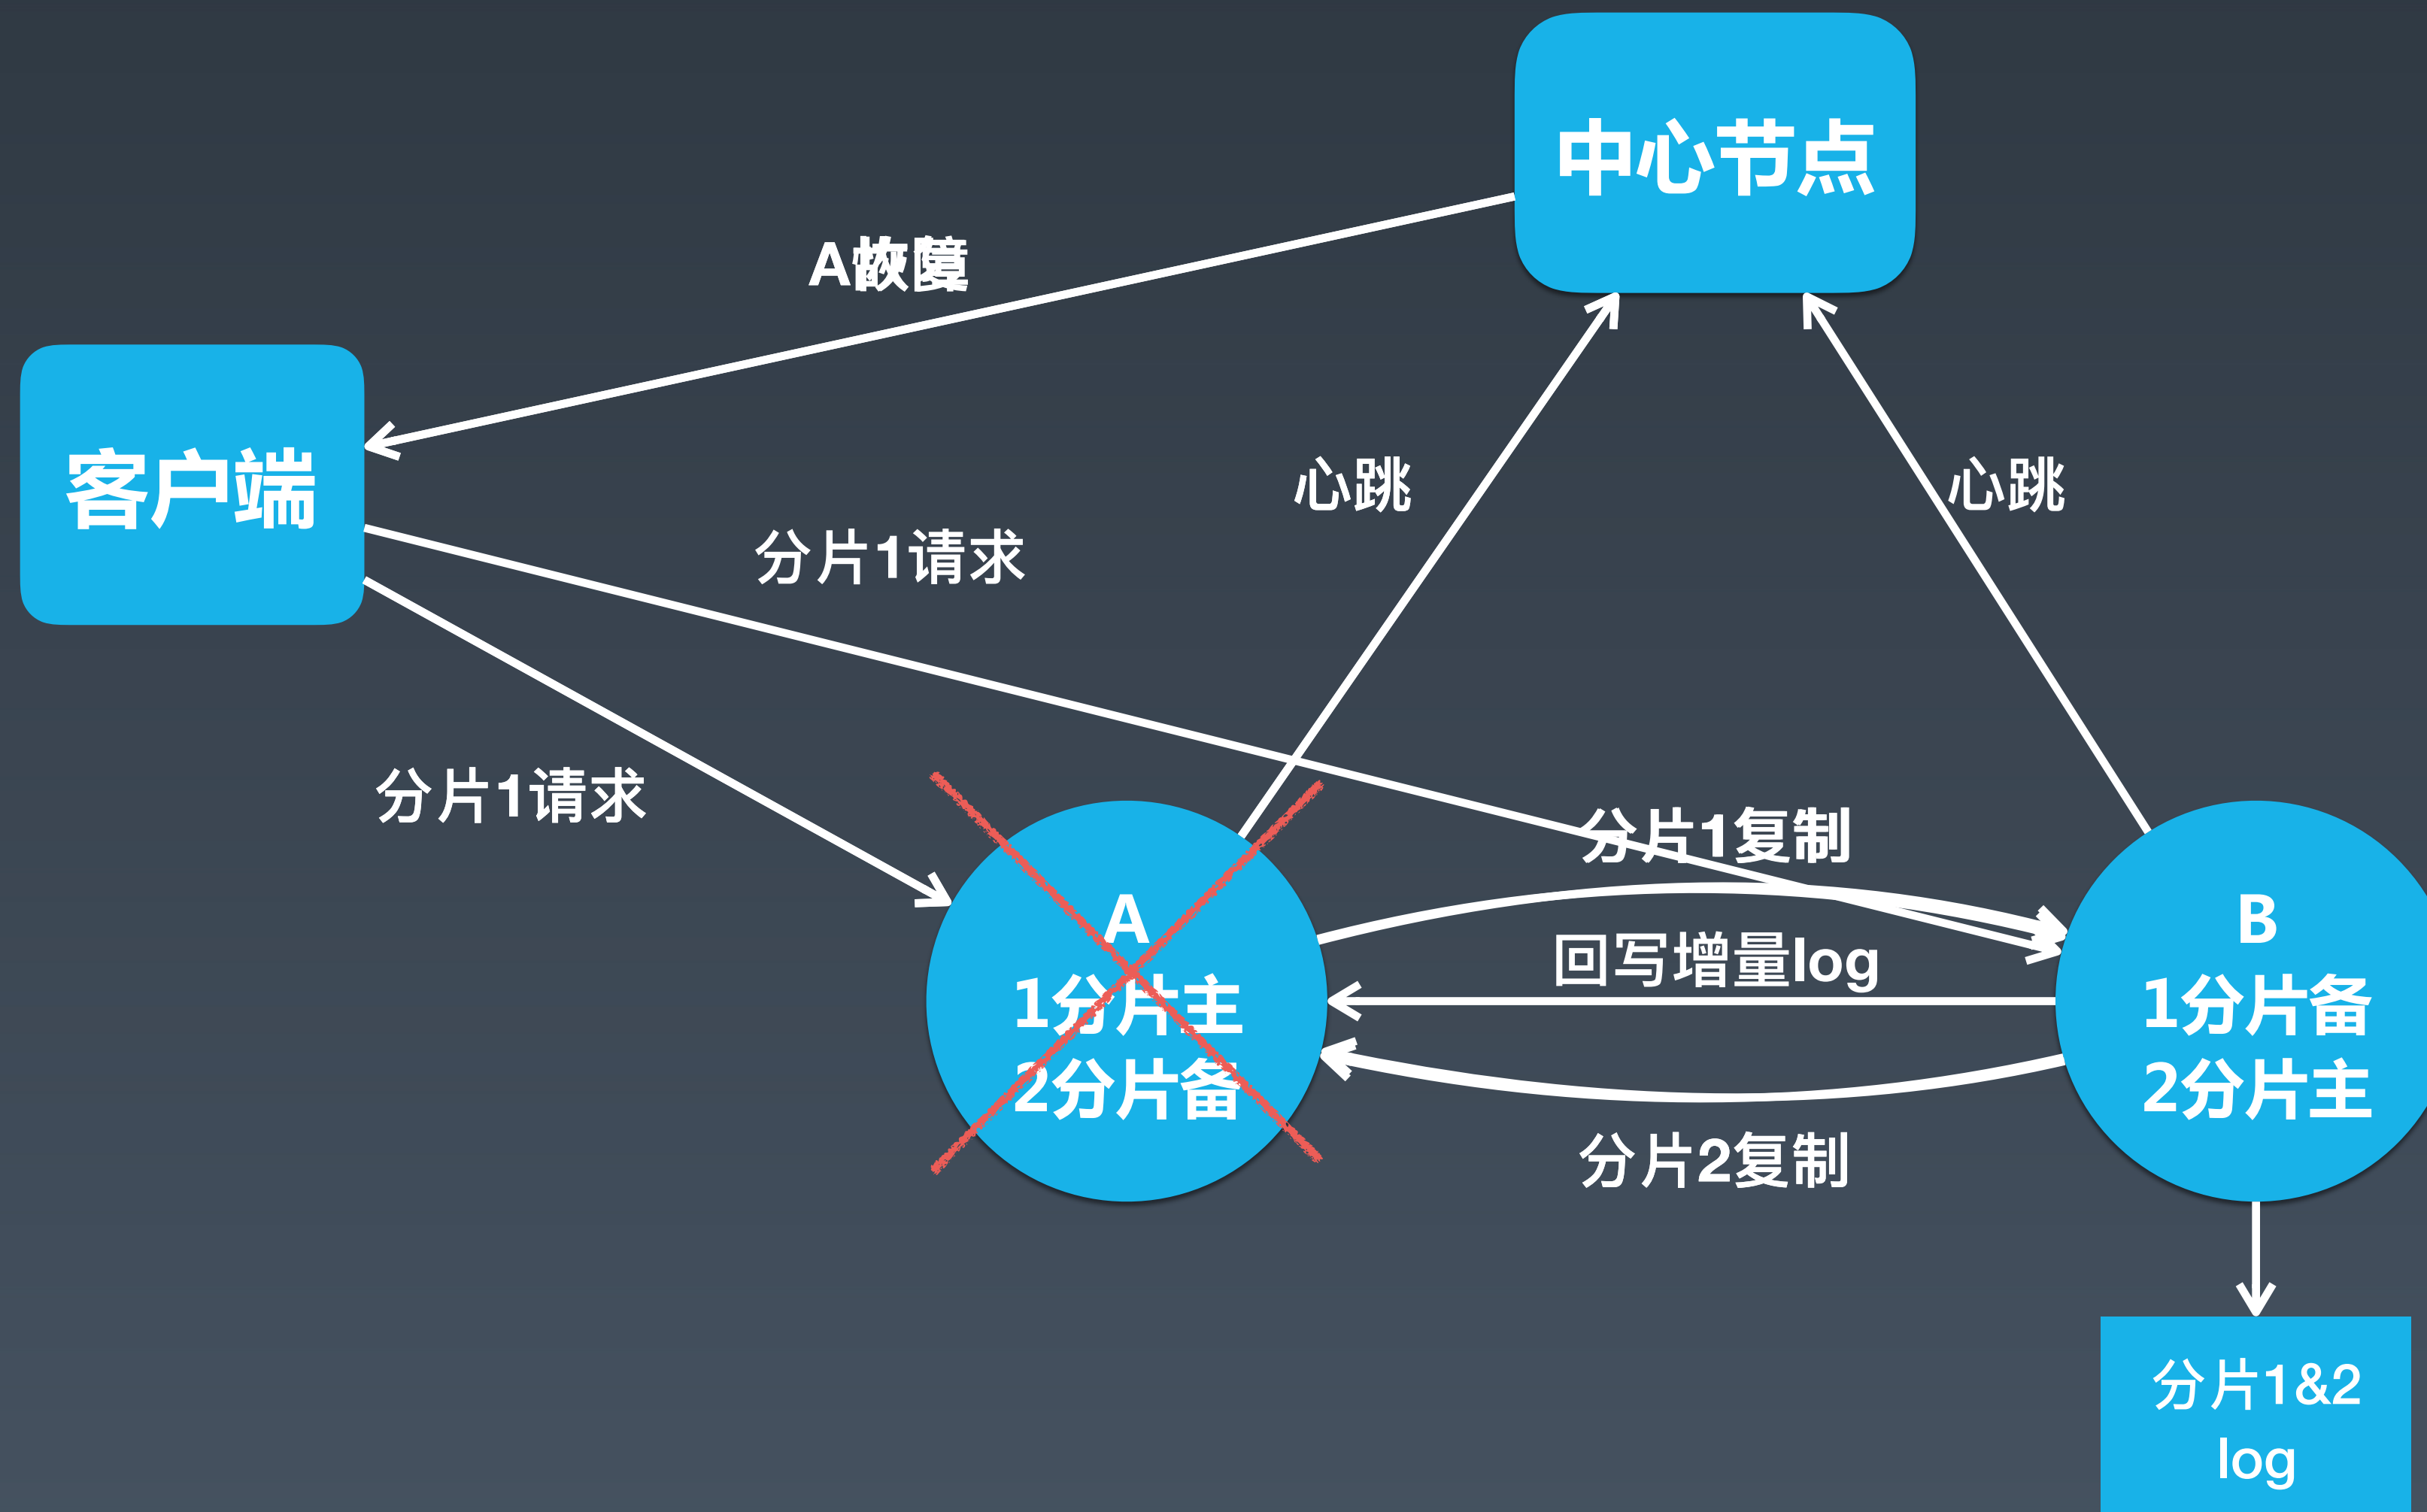 中心节点
A
客户端
心跳
心跳
分片1请求
分片1请求
分片1复制
A
1分片主
2分片备
回写增量log
B
1分片备
2分片主
分片2复制
分片1&2
log